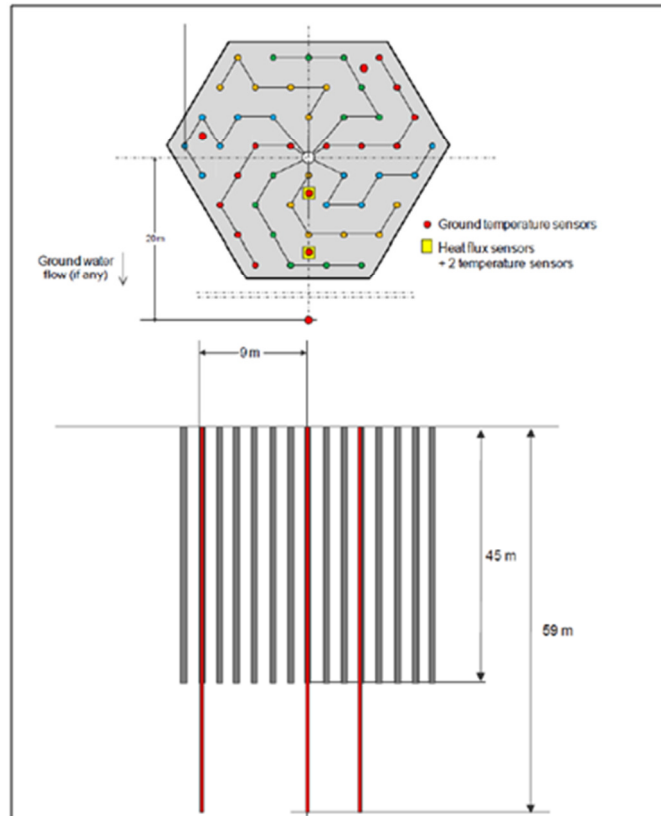 20m
Ground water
flow (if any)
Ground temperature sensors
Heat flux sensors
+ 2 temperature sensors
9 m
45 m
59 m